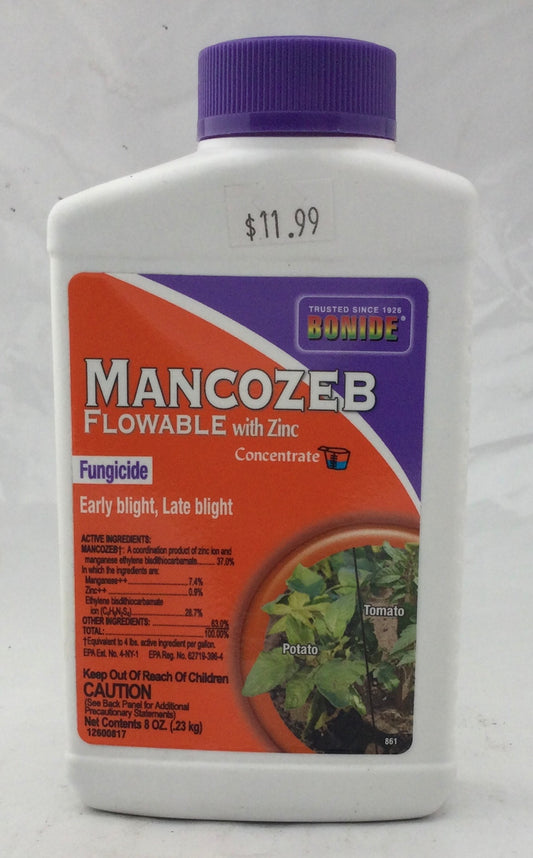 $11.99
TRUSTED SINCE 1926
BONIDE®
MANCOZEB
FLOWABLE with Zinc
Concentrate
Fungicide
Early blight, Late blight
ACTIVE INGREDIENTS:
MANCOZEB†: A coordination product of zinc ion and
manganese ethylene bisdithiocarbamate........ 37.0%
In which the ingredients are:
Manganese++ ........ 7.4%
Zinc++ ........ 0.9%
Ethylene bisdithiocarbamate
ion (C₄H₆N₂S₄) ........ 28.7%
OTHER INGREDIENTS: ........ 63.0%
TOTAL: ........ 100.00%
†Equivalent to 4 lbs. active ingredient per gallon.
EPA Est. No. 4-NY-1 EPA Reg. No. 62719-396-4
Keep Out Of Reach Of Children
CAUTION
(See Back Panel for Additional
Precautionary Statements)
Net Contents 8 OZ. (.23 kg)
12600817
Tomato
Potato
861